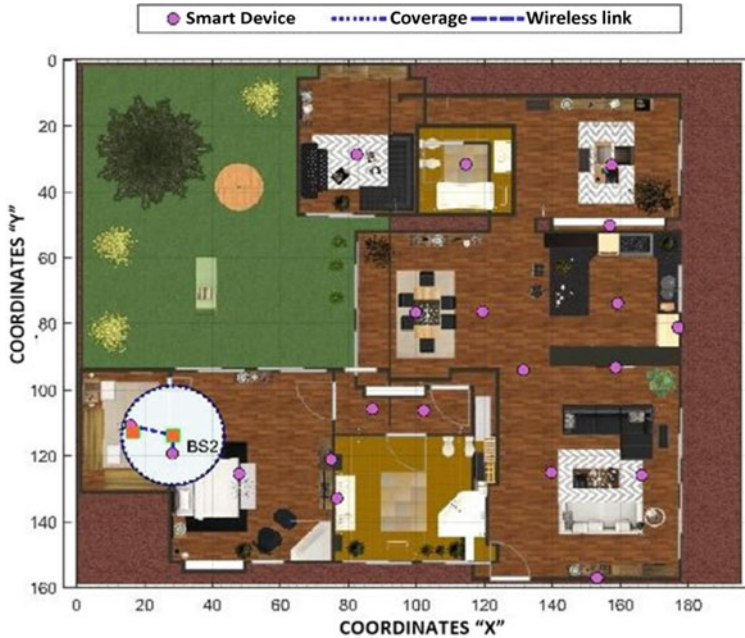 Smart Device Coverage Wireless link
0
20
40
60
80
100
120
140
160
COORDINATES “Y”
BS2
0 20 40 60 80 100 120 140 160 180
COORDINATES “X”